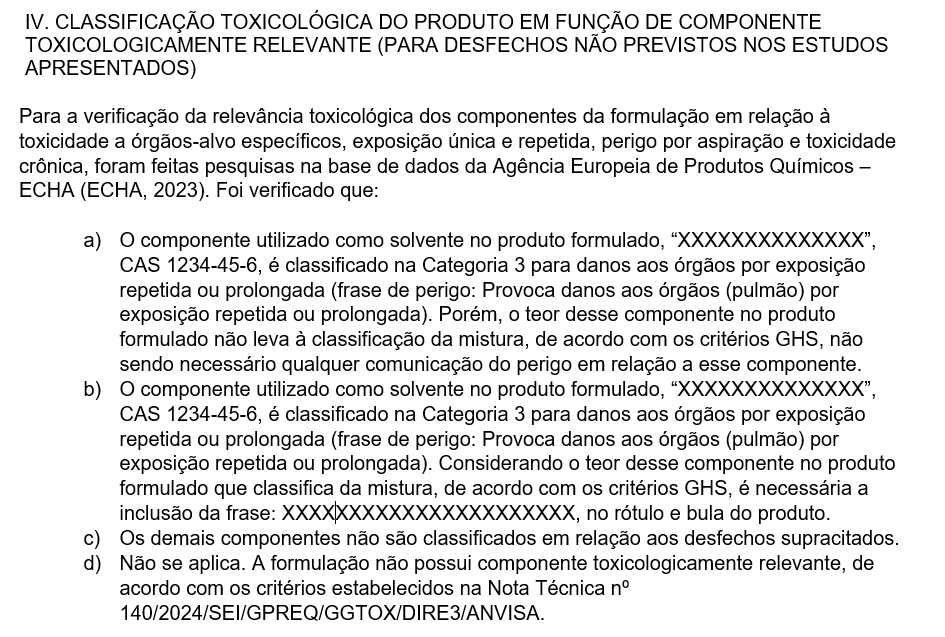 IV. CLASSIFICAÇÃO TOXICOLÓGICA DO PRODUTO EM FUNÇÃO DE COMPONENTE
TOXICOLOGICAMENTE RELEVANTE (PARA DESFECHOS NÃO PREVISTOS NOS ESTUDOS
APRESENTADOS)
Para a verificação da relevância toxicológica dos componentes da formulação em relação à
toxicidade a órgãos-alvo específicos, exposição única e repetida, perigo por aspiração e toxicidade
crônica, foram feitas pesquisas na base de dados da Agência Europeia de Produtos Químicos –
ECHA (ECHA, 2023). Foi verificado que:
a) O componente utilizado como solvente no produto formulado, “XXXXXXXXXXXXXX”,
CAS 1234-45-6, é classificado na Categoria 3 para danos aos órgãos por exposição
repetida ou prolongada (frase de perigo: Provoca danos aos órgãos (pulmão) por
exposição repetida ou prolongada). Porém, o teor desse componente no produto
formulado não leva à classificação da mistura, de acordo com os critérios GHS, não
sendo necessário qualquer comunicação do perigo em relação a esse componente.
b) O componente utilizado como solvente no produto formulado, “XXXXXXXXXXXXXX”,
CAS 1234-45-6, é classificado na Categoria 3 para danos aos órgãos por exposição
repetida ou prolongada (frase de perigo: Provoca danos aos órgãos (pulmão) por
exposição repetida ou prolongada). Considerando o teor desse componente no produto
formulado que classifica da mistura, de acordo com os critérios GHS, é necessária a
inclusão da frase: XXXXXXXXXXXXXXXXXXXXXX, no rótulo e bula do produto.
c) Os demais componentes não são classificados em relação aos desfechos supracitados.
d) Não se aplica. A formulação não possui componente toxicologicamente relevante, de
acordo com os critérios estabelecidos na Nota Técnica nº
140/2024/SEI/GPREQ/GGTOX/DIRE3/ANVISA.